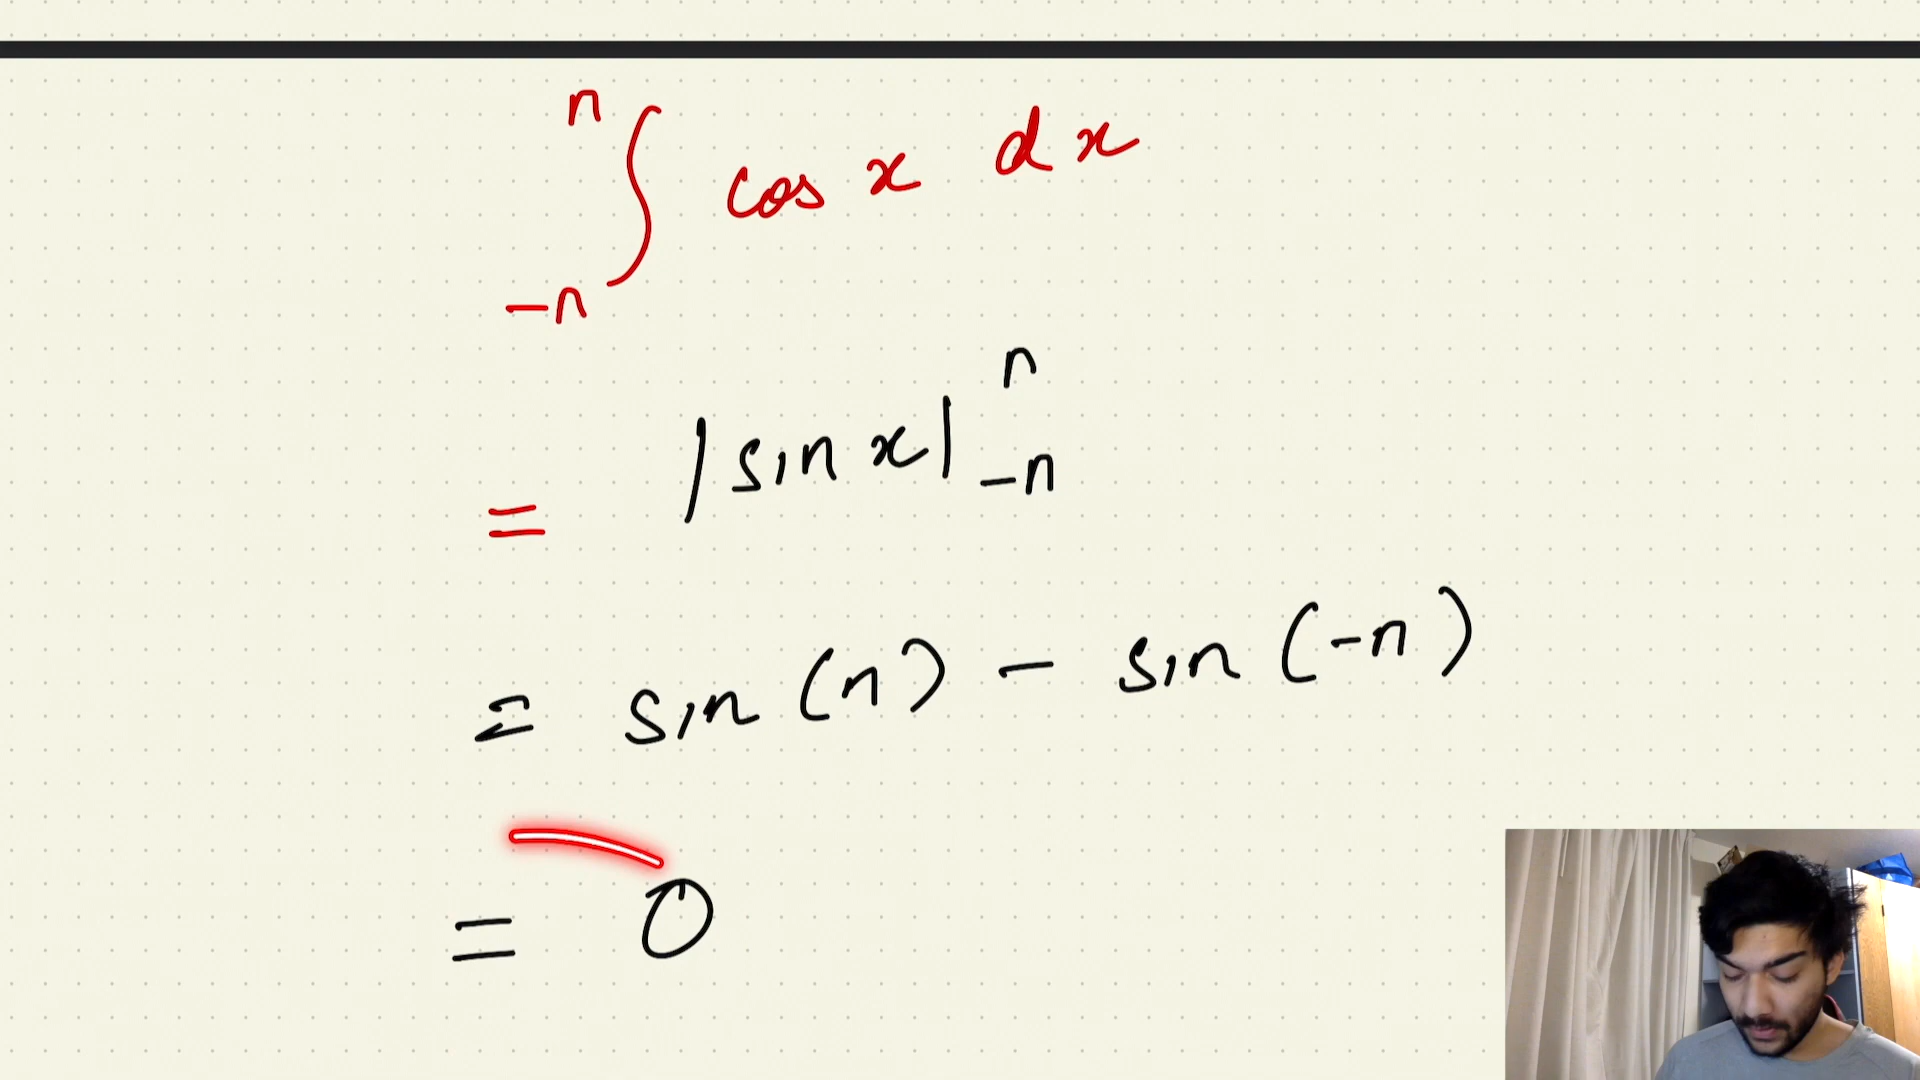 n
∫ cos x dx
-n
= |sin x| n -n
= sin (n) - sin (-n)
= 0